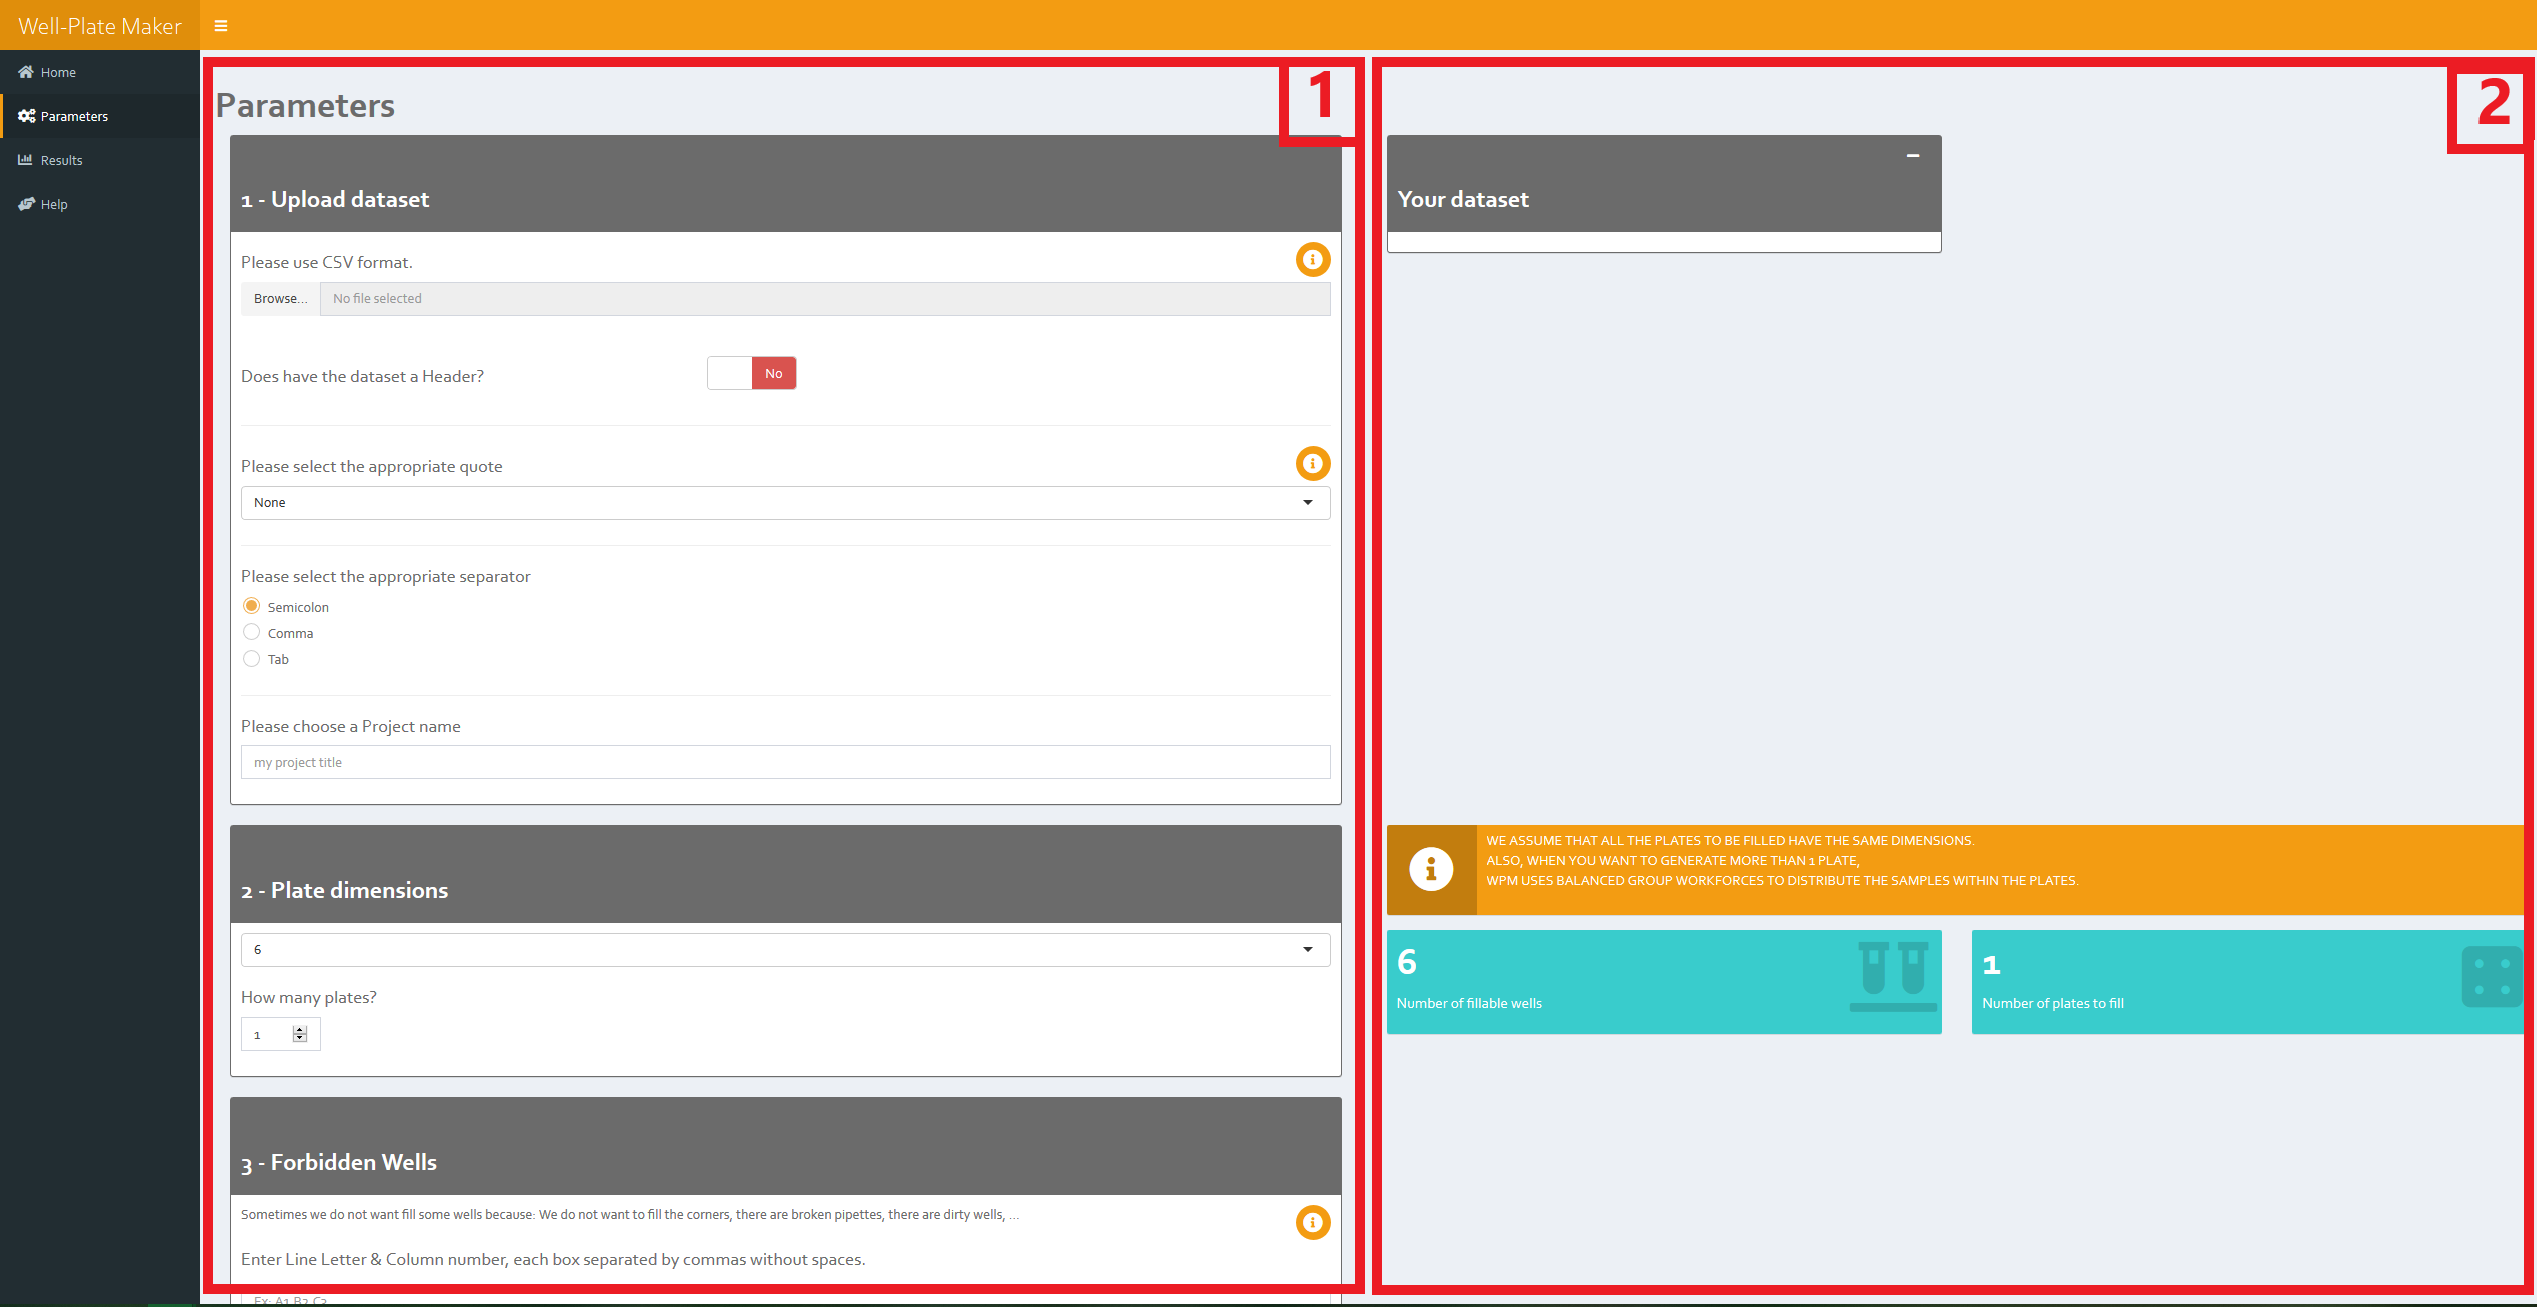 Well-Plate Maker
Home
Parameters
Results
Help
Parameters
1
1 - Upload dataset
Please use CSV format.
Browse... No file selected
Does have the dataset a Header? No
Please select the appropriate quote
None
Please select the appropriate separator
Semicolon
Comma
Tab
Please choose a Project name
my project title
2 - Plate dimensions
6
How many plates?
1
3 - Forbidden Wells
Sometimes we do not want fill some wells because: We do not want to fill the corners, there are broken pipettes, there are dirty wells, ...
Enter Line Letter & Column number, each box separated by commas without spaces.
Ex: A1,B2,C3
2
Your dataset
WE ASSUME THAT ALL THE PLATES TO BE FILLED HAVE THE SAME DIMENSIONS.
ALSO, WHEN YOU WANT TO GENERATE MORE THAN 1 PLATE,
WPM USES BALANCED GROUP WORKFORCES TO DISTRIBUTE THE SAMPLES WITHIN THE PLATES.
6
Number of fillable wells
1
Number of plates to fill